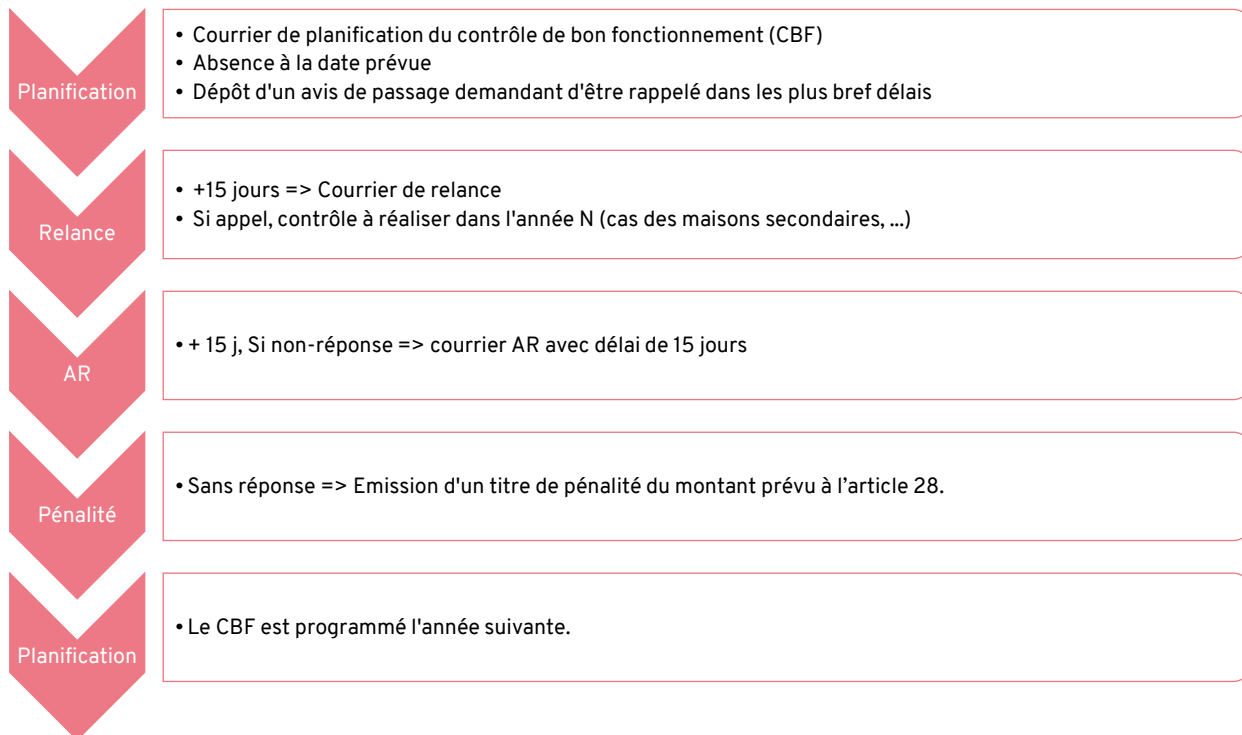 Planification
• Courrier de planification du contrôle de bon fonctionnement (CBF)
• Absence à la date prévue
• Dépôt d'un avis de passage demandant d'être rappelé dans les plus bref délais
Relance
• +15 jours => Courrier de relance
• Si appel, contrôle à réaliser dans l'année N (cas des maisons secondaires, ...)
AR
• + 15 j, Si non-réponse => courrier AR avec délai de 15 jours
Pénalité
• Sans réponse => Emission d'un titre de pénalité du montant prévu à l’article 28.
Planification
• Le CBF est programmé l'année suivante.